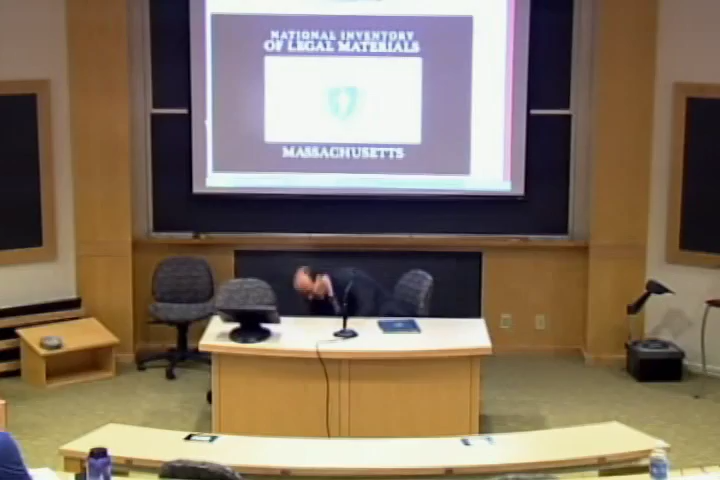 NATIONAL INVENTORY
OF LEGAL MATERIALS
MASSACHUSETTS